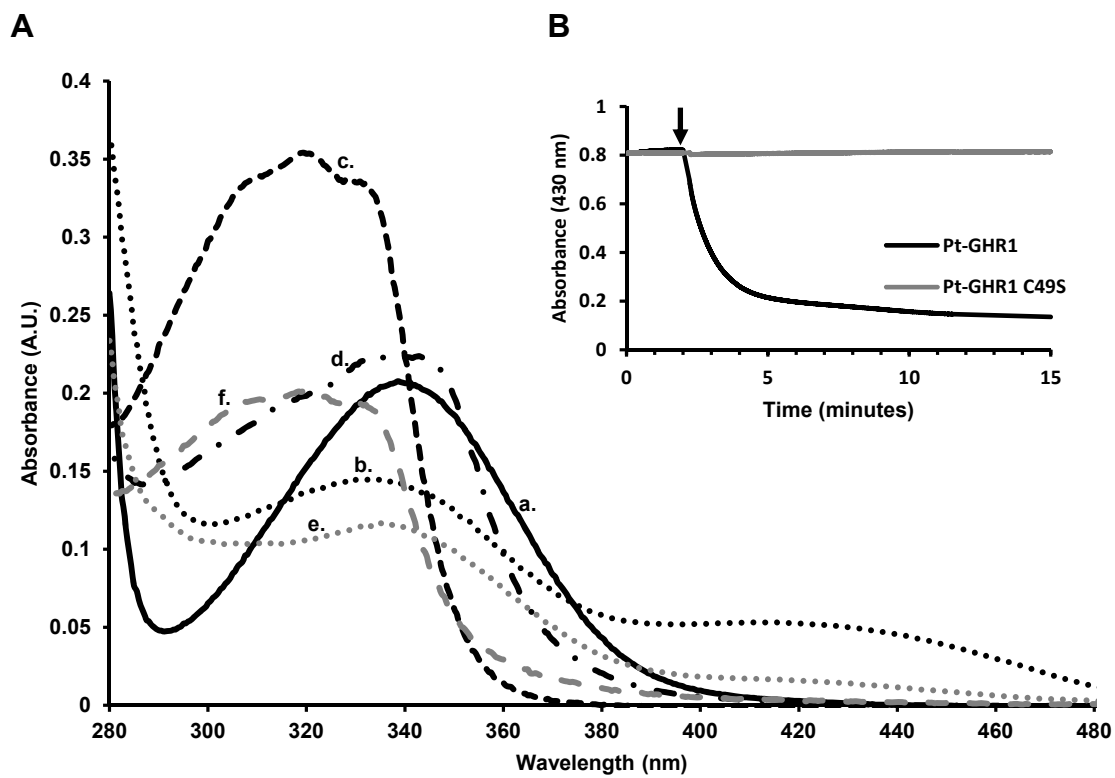 A
B
0.4
0.35
0.3
0.25
0.2
0.15
0.1
0.05
0
Absorbance (A.U.)
280
300
320
340
360
380
400
420
440
460
480
Wavelength (nm)
c.
d.
f.
a.
b.
e.
1
0.8
0.6
0.4
0.2
0
Absorbance (430 nm)
Pt-GHR1
Pt-GHR1 C49S
0
5
10
15
Time (minutes)